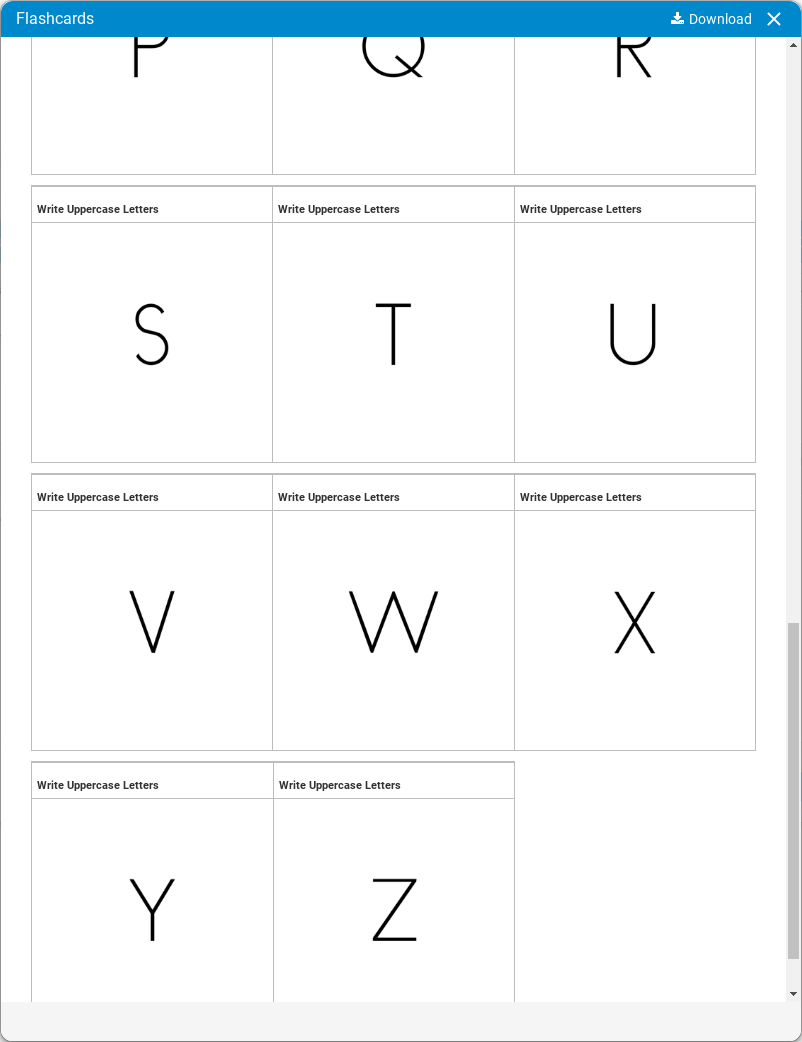 Flashcards Download
P Q R
Write Uppercase Letters Write Uppercase Letters Write Uppercase Letters
S T U
Write Uppercase Letters Write Uppercase Letters Write Uppercase Letters
V W X
Write Uppercase Letters Write Uppercase Letters
Y Z